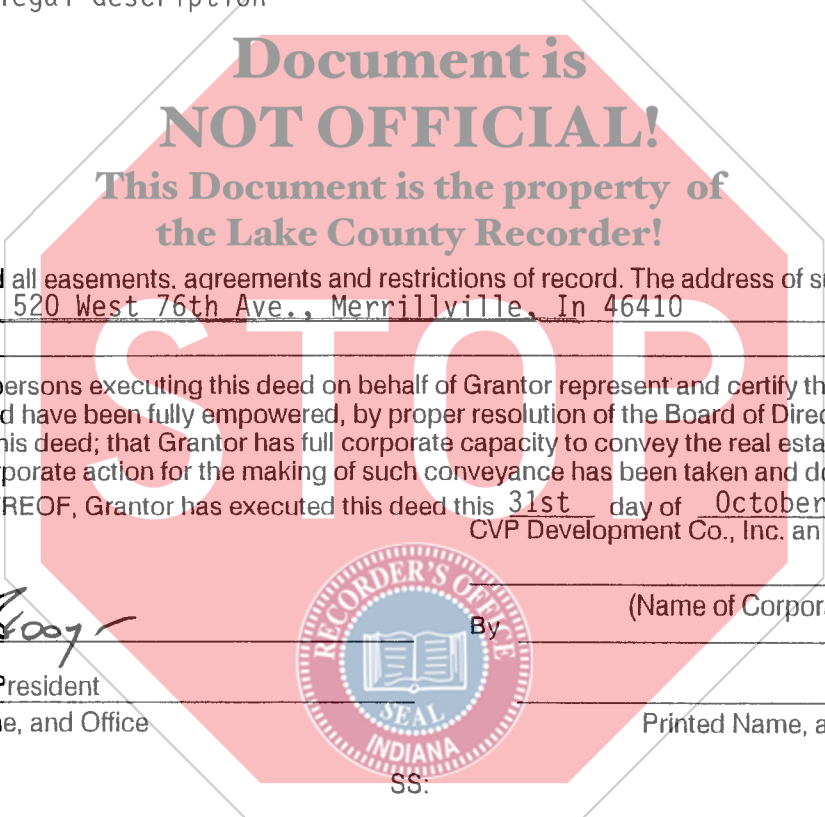 legal description
Document is
NOT OFFICIAL!
This Document is the property of
the Lake County Recorder!
all easements, agreements and restrictions of record. The address of
520 West 76th Ave., Merrillville, In 46410
STOP
persons executing this deed on behalf of Grantor represent and certify th
d have been fully empowered, by proper resolution of the Board of Direc
his deed; that Grantor has full corporate capacity to convey the real esta
porate action for the making of such conveyance has been taken and d
REOF, Grantor has executed this deed this 31st day of October
CVP Development Co., Inc. an
(Name of Corpor
By
RECORDER'S OFFICE
SEAL
INDIANA
President
e, and Office
Printed Name, a
SS: